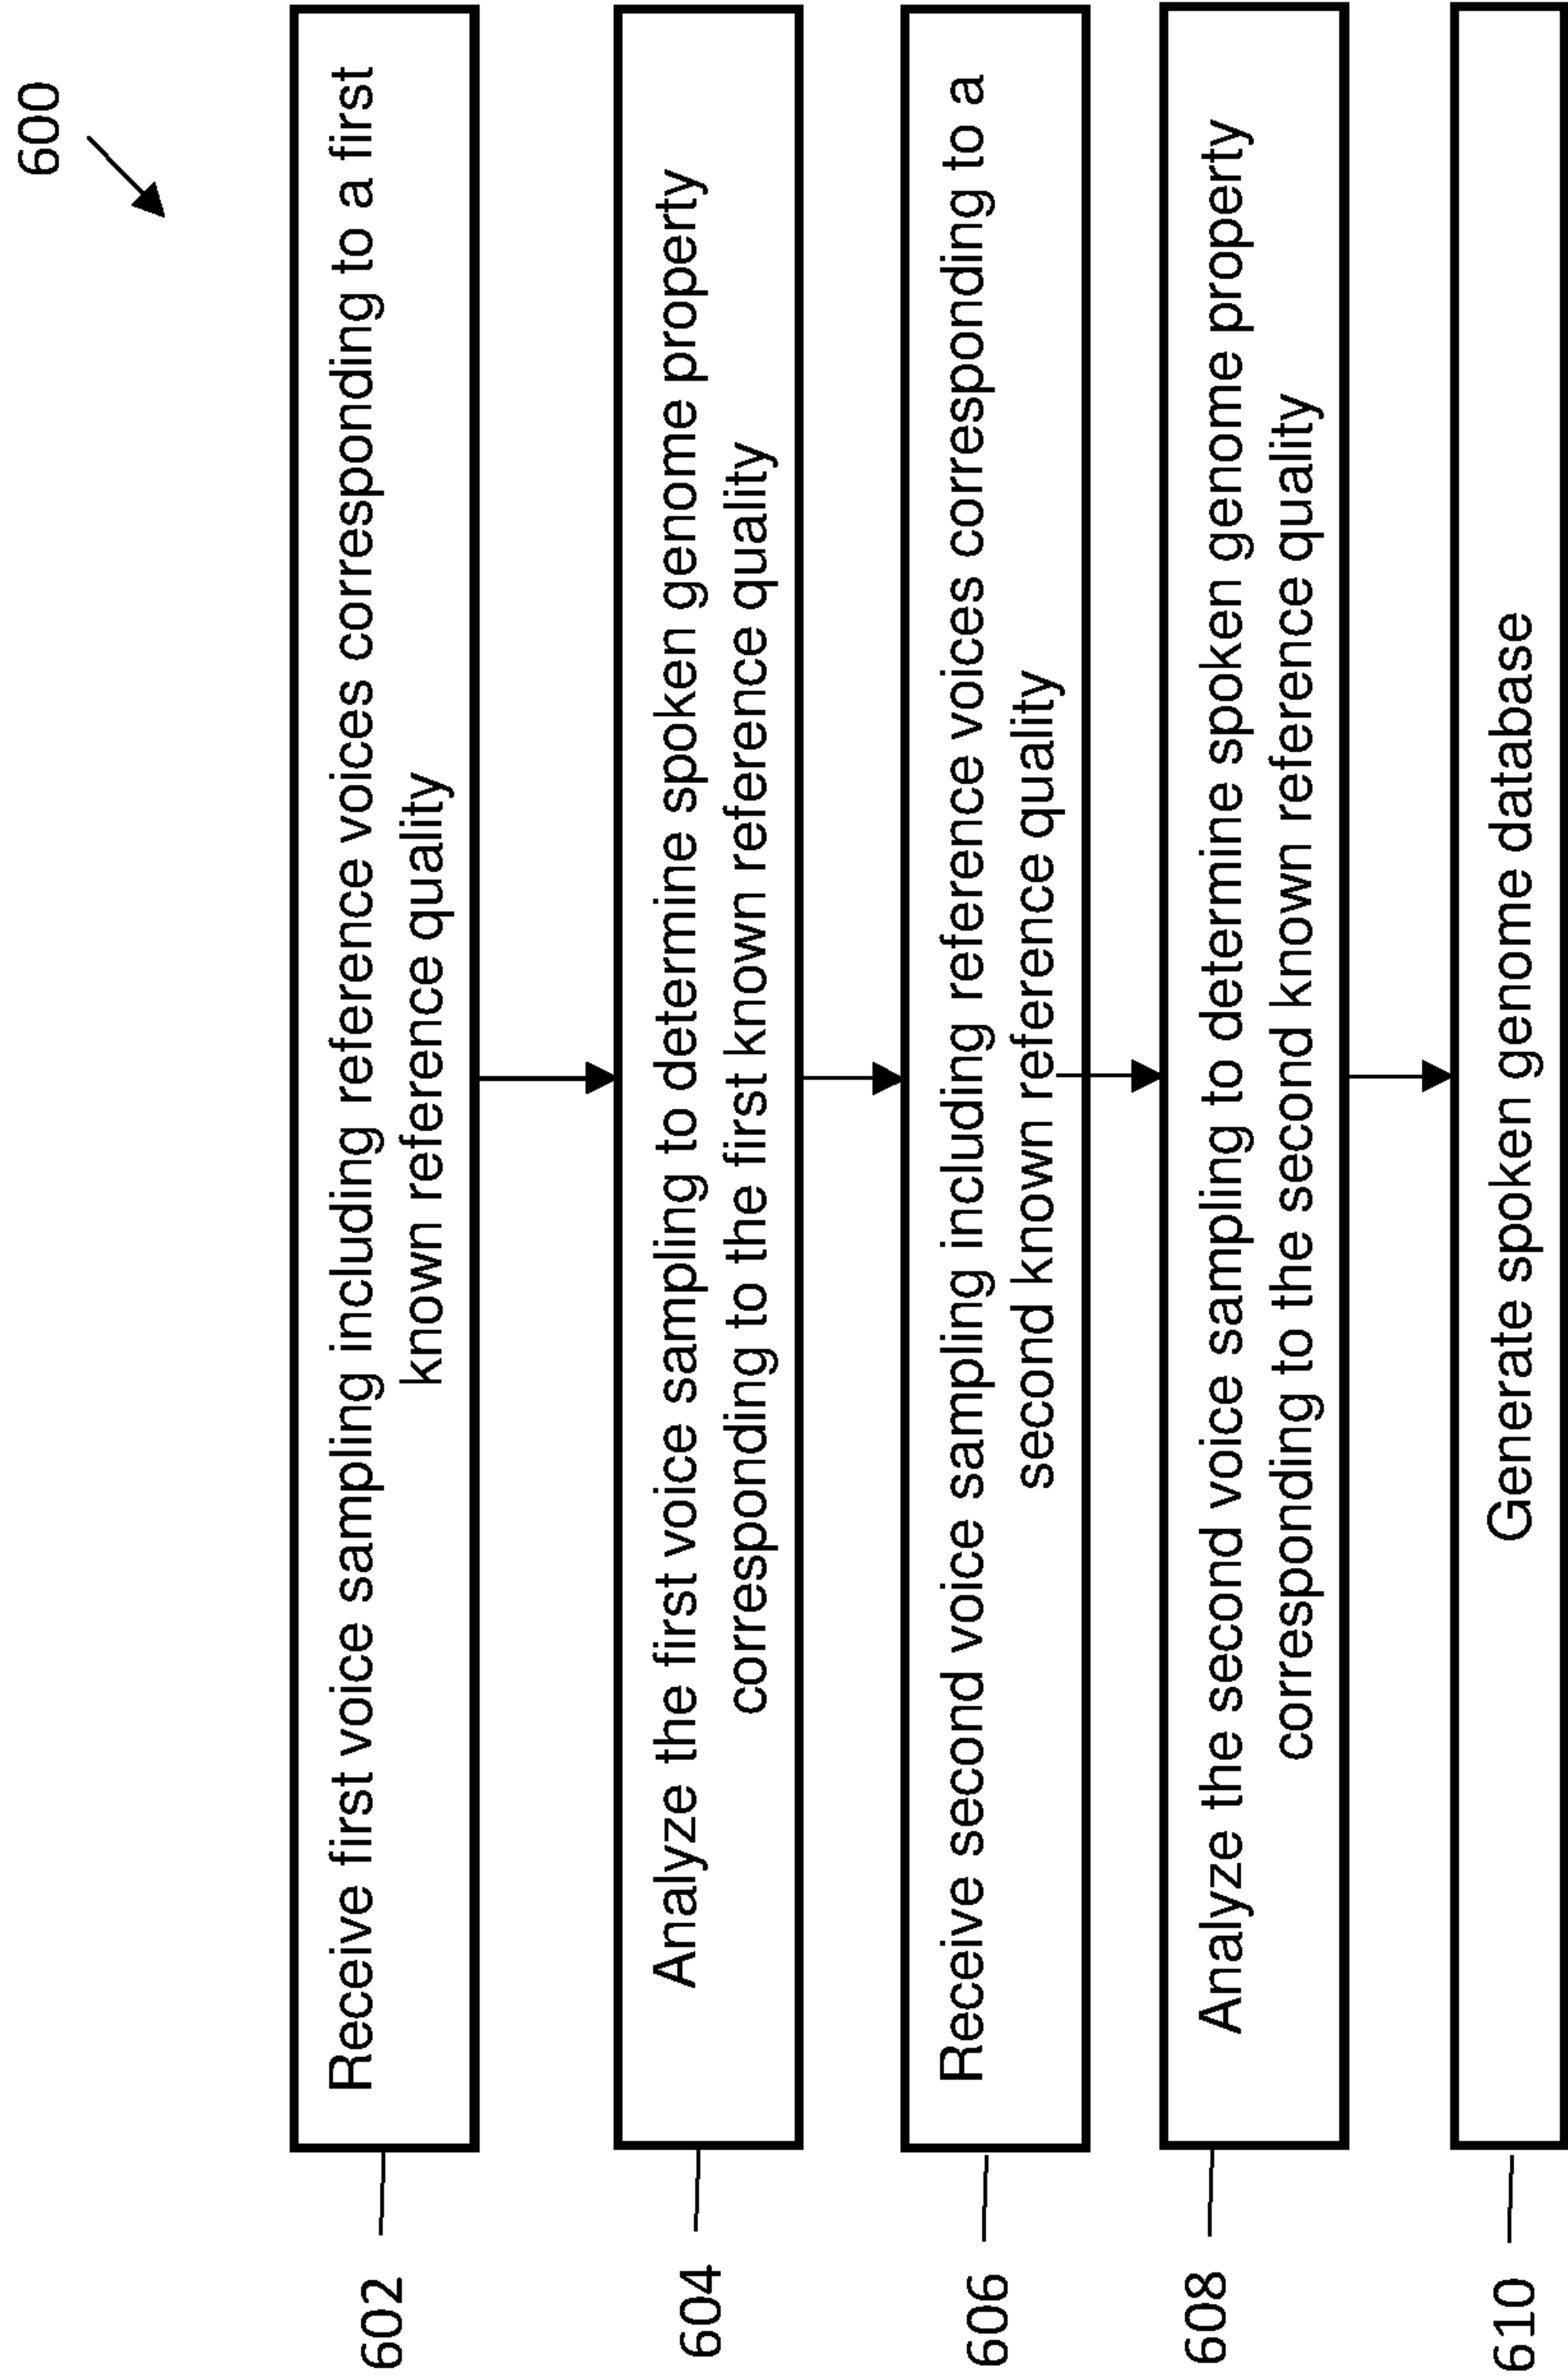 600
602
Receive first voice sampling including reference voices corresponding to a first
known reference quality
604
Analyze the first voice sampling to determine spoken genome property
corresponding to the first known reference quality
606
Receive second voice sampling including reference voices corresponding to a
second known reference quality
608
Analyze the second voice sampling to determine spoken genome property
corresponding to the second known reference quality
610
Generate spoken genome database